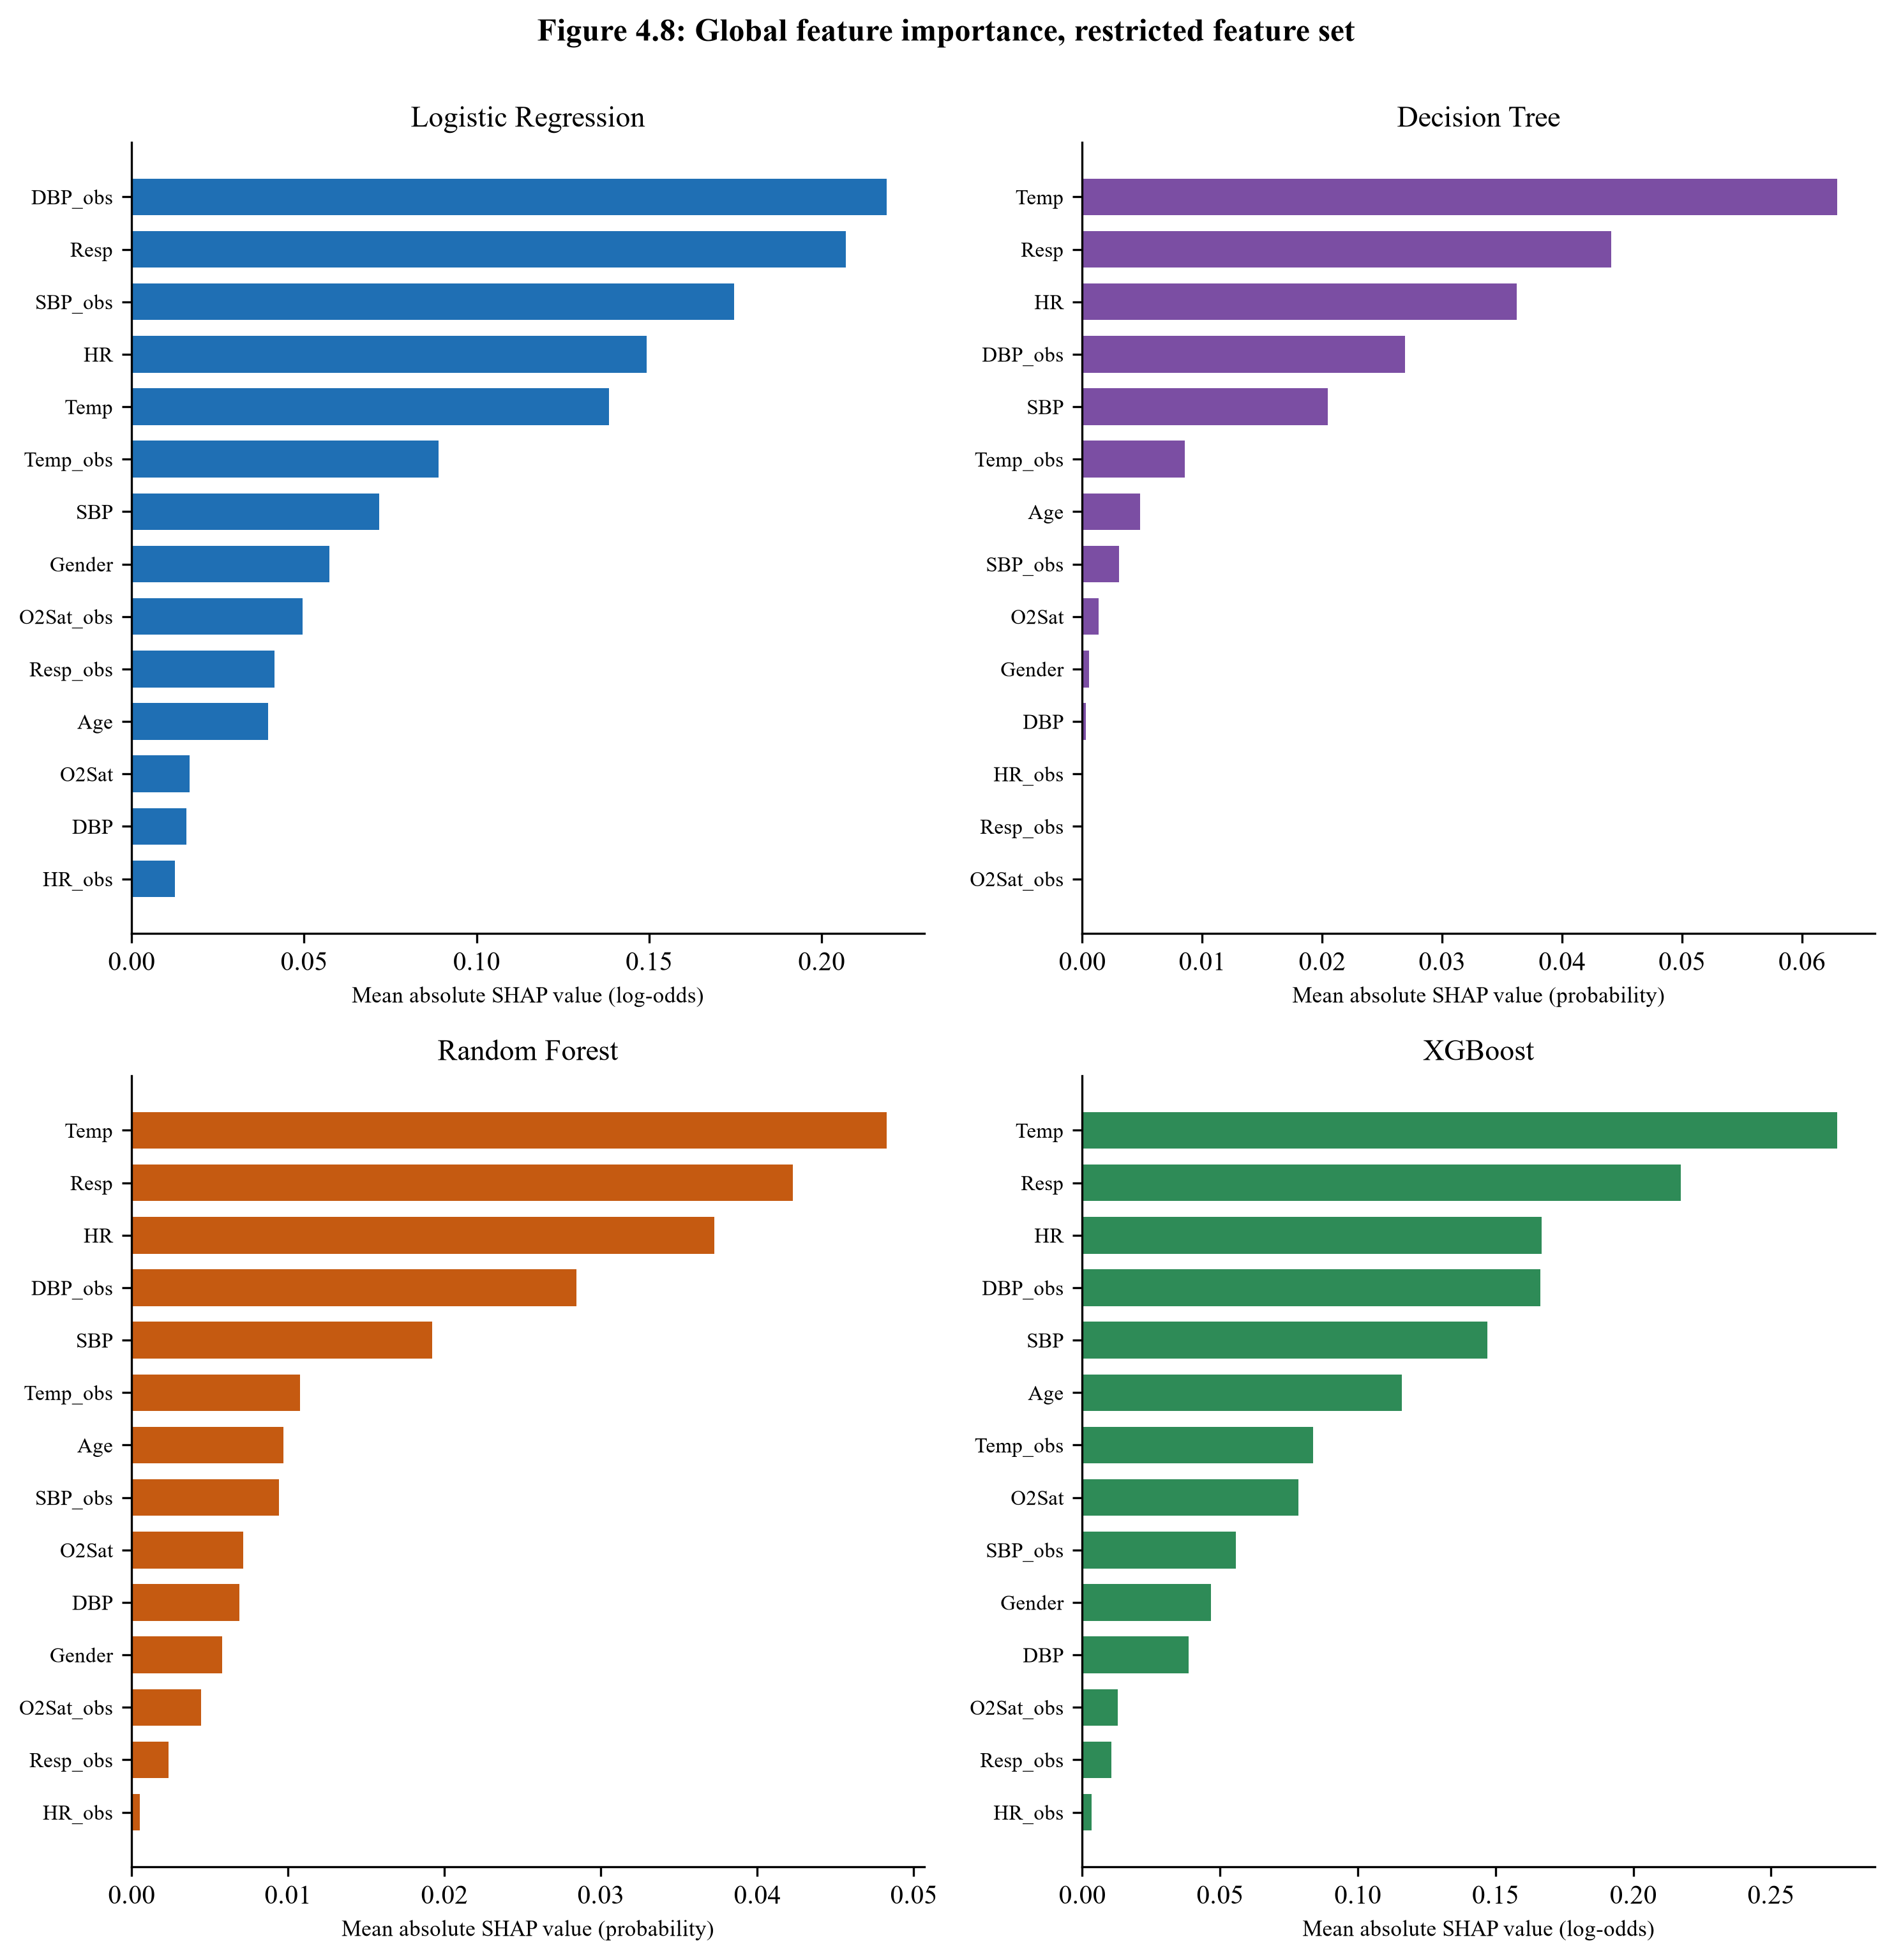 Figure 4.8: Global feature importance, restricted feature set
Logistic Regression
DBP_obs
Resp
SBP_obs
HR
Temp
Temp_obs
SBP
Gender
O2Sat_obs
Resp_obs
Age
O2Sat
DBP
HR_obs
0.00 0.05 0.10 0.15 0.20
Mean absolute SHAP value (log-odds)
Decision Tree
Temp
Resp
HR
DBP_obs
SBP
Temp_obs
Age
SBP_obs
O2Sat
Gender
DBP
HR_obs
Resp_obs
O2Sat_obs
0.00 0.01 0.02 0.03 0.04 0.05 0.06
Mean absolute SHAP value (probability)
Random Forest
Temp
Resp
HR
DBP_obs
SBP
Temp_obs
Age
SBP_obs
O2Sat
DBP
Gender
O2Sat_obs
Resp_obs
HR_obs
0.00 0.01 0.02 0.03 0.04 0.05
Mean absolute SHAP value (probability)
XGBoost
Temp
Resp
HR
DBP_obs
SBP
Age
Temp_obs
O2Sat
SBP_obs
Gender
DBP
O2Sat_obs
Resp_obs
HR_obs
0.00 0.05 0.10 0.15 0.20 0.25
Mean absolute SHAP value (log-odds)